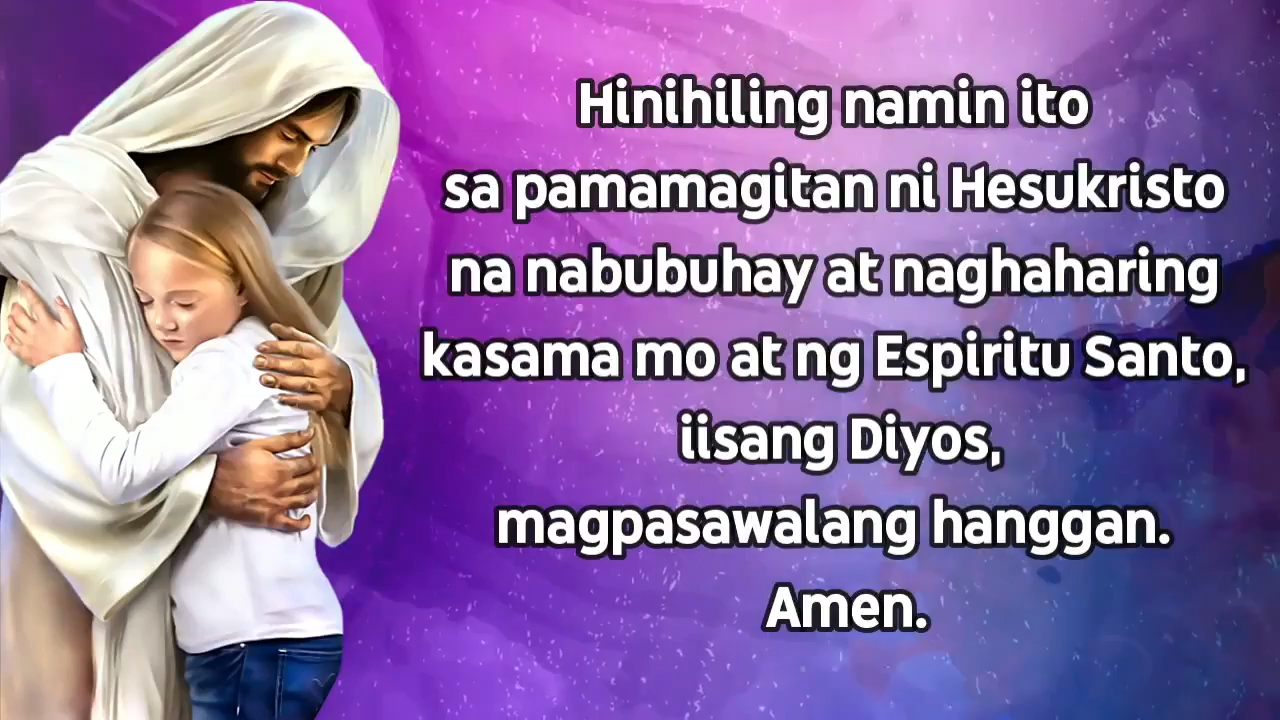 Hinihiling namin ito
sa pamamagitan ni Hesukristo
na nabubuhay at naghaharing
kasama mo at ng Espiritu Santo,
iisang Diyos,
magpasawalang hanggan.
Amen.